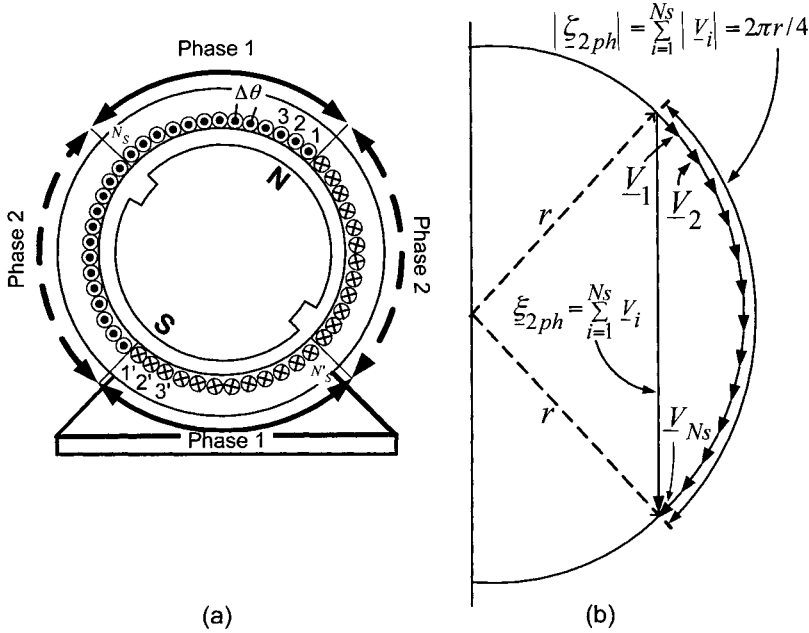 Phase 1
Δθ
3 2 1
N_S
N
Phase 2
Phase 2
S
1' 2' 3'
N'_S
Phase 1
(a)
|ζ_2ph| = Σ_{i=1}^{Ns} |V_i| = 2πr/4
V_1
V_2
r
ξ_2ph = Σ_{i=1}^{Ns} V_i
r
V_Ns
(b)